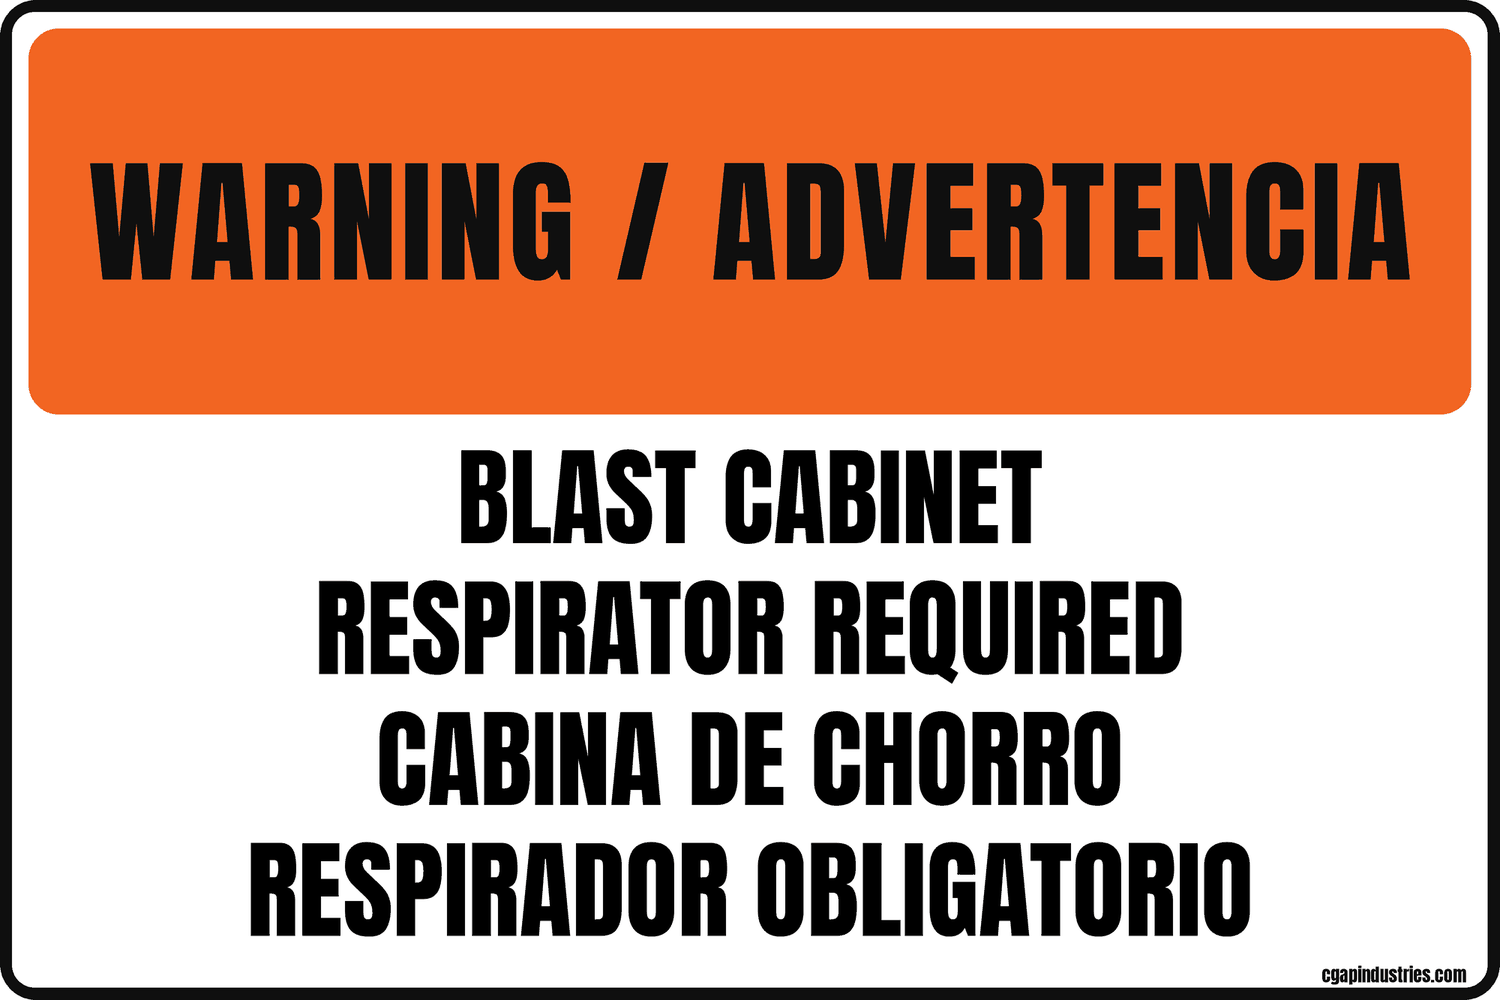 WARNING / ADVERTENCIA
BLAST CABINET
RESPIRATOR REQUIRED
CABINA DE CHORRO
RESPIRADOR OBLIGATORIO
cgapindustries.com